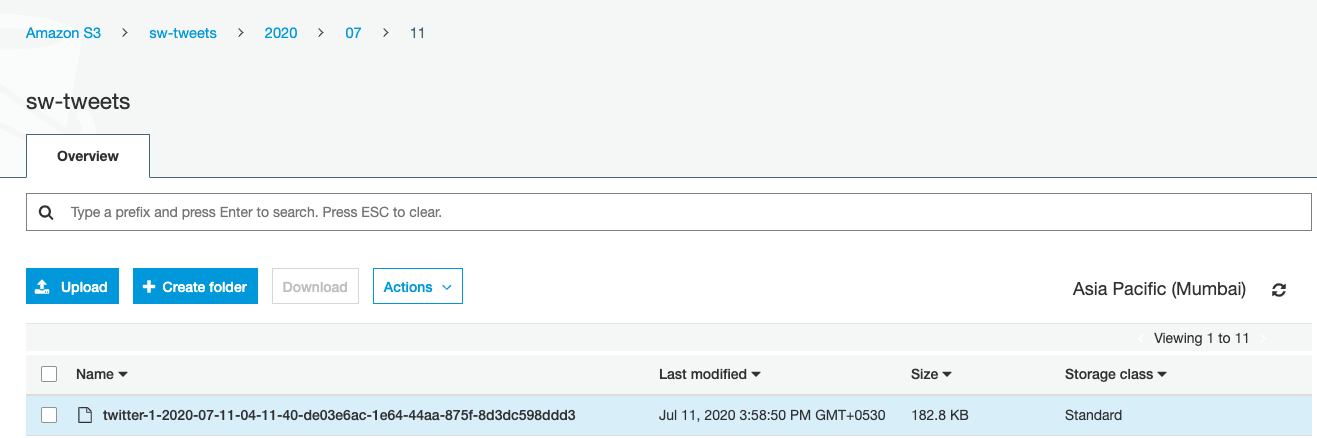 Amazon S3 > sw-tweets > 2020 > 07 > 11
sw-tweets
Overview
Type a prefix and press Enter to search. Press ESC to clear.
Upload + Create folder Download Actions
Asia Pacific (Mumbai)
Viewing 1 to 11
Name Last modified Size Storage class
twitter-1-2020-07-11-04-11-40-de03e6ac-1e64-44aa-875f-8d3dc598ddd3 Jul 11, 2020 3:58:50 PM GMT+0530 182.8 KB Standard